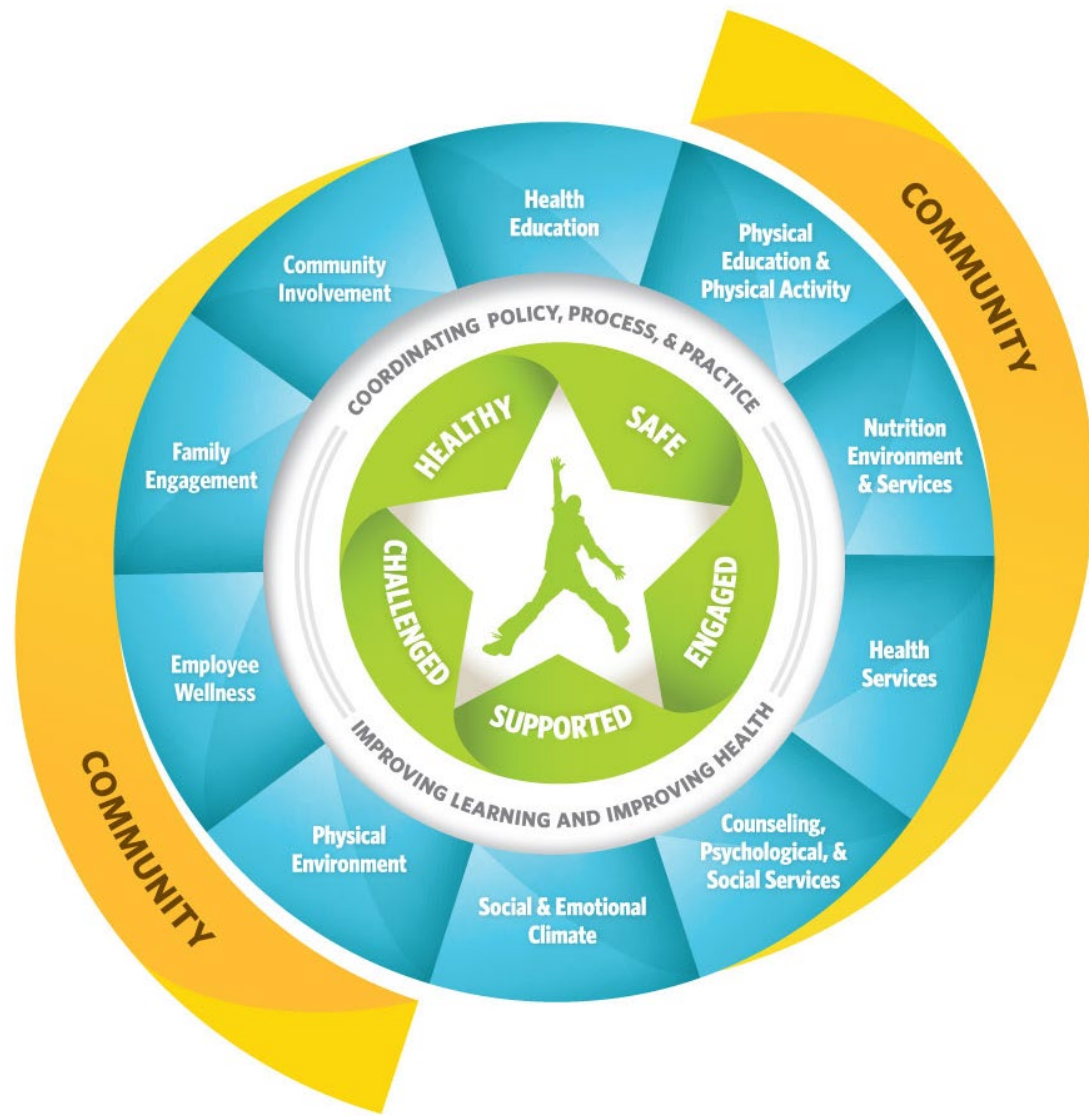 COMMUNITY
Health
Education
Physical
Education &
Physical Activity
Nutrition
Environment
& Services
Health
Services
Counseling,
Psychological, &
Social Services
Social & Emotional
Climate
Physical
Environment
Employee
Wellness
Family
Engagement
Community
Involvement
COORDINATING POLICY, PROCESS, & PRACTICE
IMPROVING LEARNING AND IMPROVING HEALTH
HEALTHY
SAFE
ENGAGED
SUPPORTED
CHALLENGED
COMMUNITY